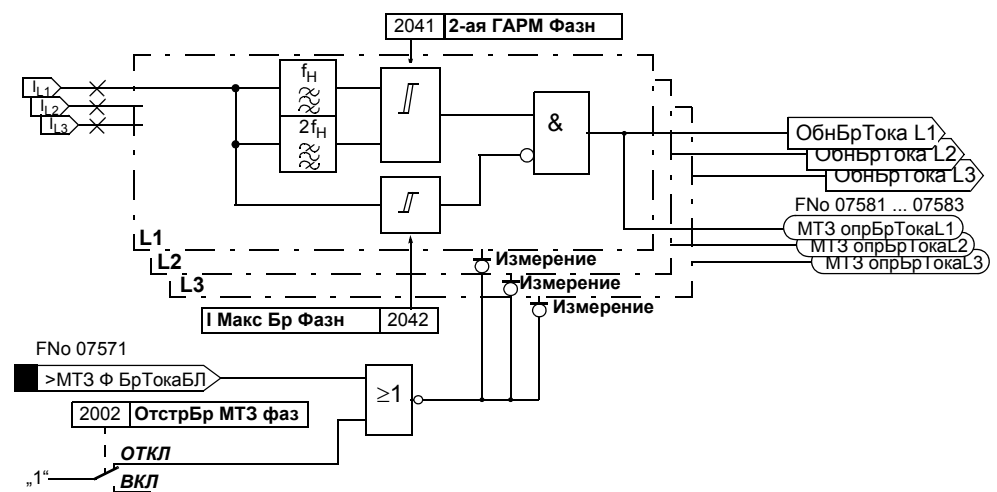 2041 2-ая ГАРМ Фазн
fН
IL1
IL2
IL3
2fН
&
ОбнБрТока L1
ОбнБрТока L2
ОбнБрТока L3
FNo 07581 ... 07583
МТЗ опрБрТокаL1
МТЗ опрБрТокаL2
МТЗ опрБрТокаL3
L1
L2
L3
Измерение
Измерение
Измерение
I Макс Бр Фазн 2042
FNo 07571
>МТЗ Ф БрТокаБЛ
≥1
2002 ОтстрБр МТЗ фаз
ОТКЛ
„1“
ВКЛ